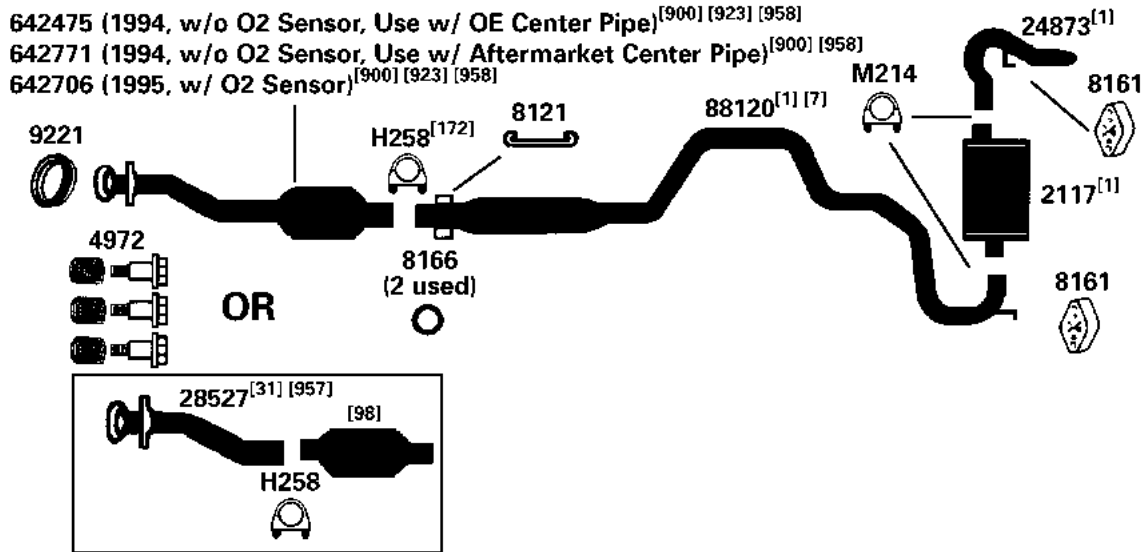 642475 (1994, w/o O2 Sensor, Use w/ OE Center Pipe)[900] [923] [958]
642771 (1994, w/o O2 Sensor, Use w/ Aftermarket Center Pipe)[900] [958]
642706 (1995, w/ O2 Sensor)[900] [923] [958]
24873[1]
M214
8161
88120[1] [7]
8121
H258[172]
9221
2117[1]
4972
8166
(2 used)
8161
OR
28527[31] [957]
[98]
H258